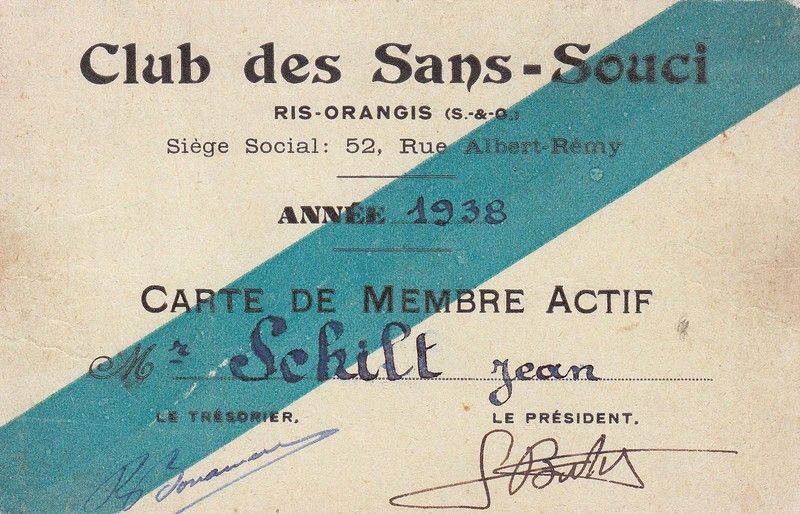 Club des Sans-Souci
RIS-ORANGIS (S.-&-O.)
Siège Social: 52, Rue Albert-Rémy
ANNÉE 1938
CARTE DE MEMBRE ACTIF
Mr Schilt Jean
LE TRÉSORIER, LE PRÉSIDENT,